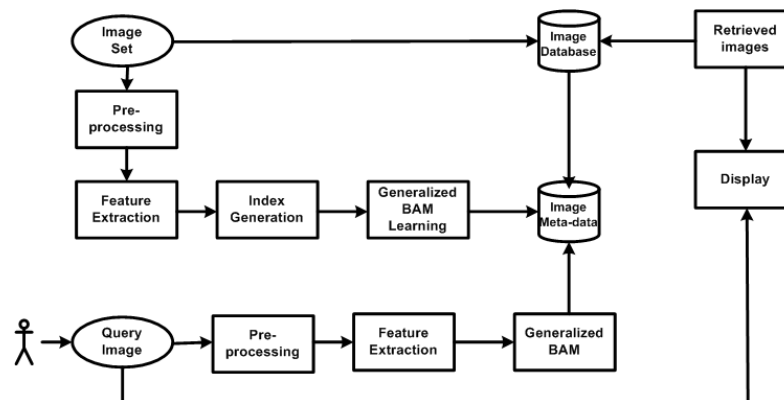 Image
Set
Image
Database
Retrieved
images
Pre-
processing
Feature
Extraction
Index
Generation
Generalized
BAM
Learning
Image
Meta-data
Display
Query
Image
Pre-
processing
Feature
Extraction
Generalized
BAM